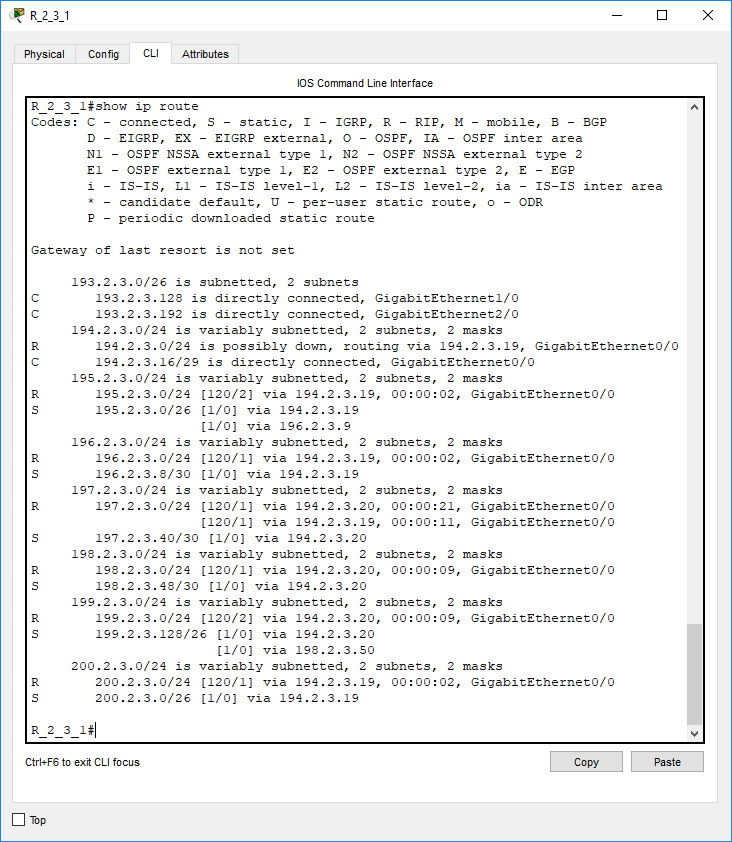 R_2_3_1
Physical Config CLI Attributes
IOS Command Line Interface
R_2_3_1#show ip route
Codes: C - connected, S - static, I - IGRP, R - RIP, M - mobile, B - BGP
       D - EIGRP, EX - EIGRP external, O - OSPF, IA - OSPF inter area
       N1 - OSPF NSSA external type 1, N2 - OSPF NSSA external type 2
       E1 - OSPF external type 1, E2 - OSPF external type 2, E - EGP
       i - IS-IS, L1 - IS-IS level-1, L2 - IS-IS level-2, ia - IS-IS inter area
       * - candidate default, U - per-user static route, o - ODR
       P - periodic downloaded static route
Gateway of last resort is not set
     193.2.3.0/26 is subnetted, 2 subnets
C       193.2.3.128 is directly connected, GigabitEthernet1/0
C       193.2.3.192 is directly connected, GigabitEthernet2/0
     194.2.3.0/24 is variably subnetted, 2 subnets, 2 masks
R       194.2.3.0/24 is possibly down, routing via 194.2.3.19, GigabitEthernet0/0
C       194.2.3.16/29 is directly connected, GigabitEthernet0/0
     195.2.3.0/24 is variably subnetted, 2 subnets, 2 masks
R       195.2.3.0/24 [120/2] via 194.2.3.19, 00:00:02, GigabitEthernet0/0
S       195.2.3.0/26 [1/0] via 194.2.3.19
                     [1/0] via 196.2.3.9
     196.2.3.0/24 is variably subnetted, 2 subnets, 2 masks
R       196.2.3.0/24 [120/1] via 194.2.3.19, 00:00:02, GigabitEthernet0/0
S       196.2.3.8/30 [1/0] via 194.2.3.19
     197.2.3.0/24 is variably subnetted, 2 subnets, 2 masks
R       197.2.3.0/24 [120/1] via 194.2.3.20, 00:00:21, GigabitEthernet0/0
                     [120/1] via 194.2.3.19, 00:00:11, GigabitEthernet0/0
S       197.2.3.40/30 [1/0] via 194.2.3.20
     198.2.3.0/24 is variably subnetted, 2 subnets, 2 masks
R       198.2.3.0/24 [120/1] via 194.2.3.20, 00:00:09, GigabitEthernet0/0
S       198.2.3.48/30 [1/0] via 194.2.3.20
     199.2.3.0/24 is variably subnetted, 2 subnets, 2 masks
R       199.2.3.0/24 [120/2] via 194.2.3.20, 00:00:09, GigabitEthernet0/0
S       199.2.3.128/26 [1/0] via 194.2.3.20
                       [1/0] via 198.2.3.50
     200.2.3.0/24 is variably subnetted, 2 subnets, 2 masks
R       200.2.3.0/24 [120/1] via 194.2.3.19, 00:00:02, GigabitEthernet0/0
S       200.2.3.0/26 [1/0] via 194.2.3.19
R_2_3_1#
Ctrl+F6 to exit CLI focus Copy Paste
Top